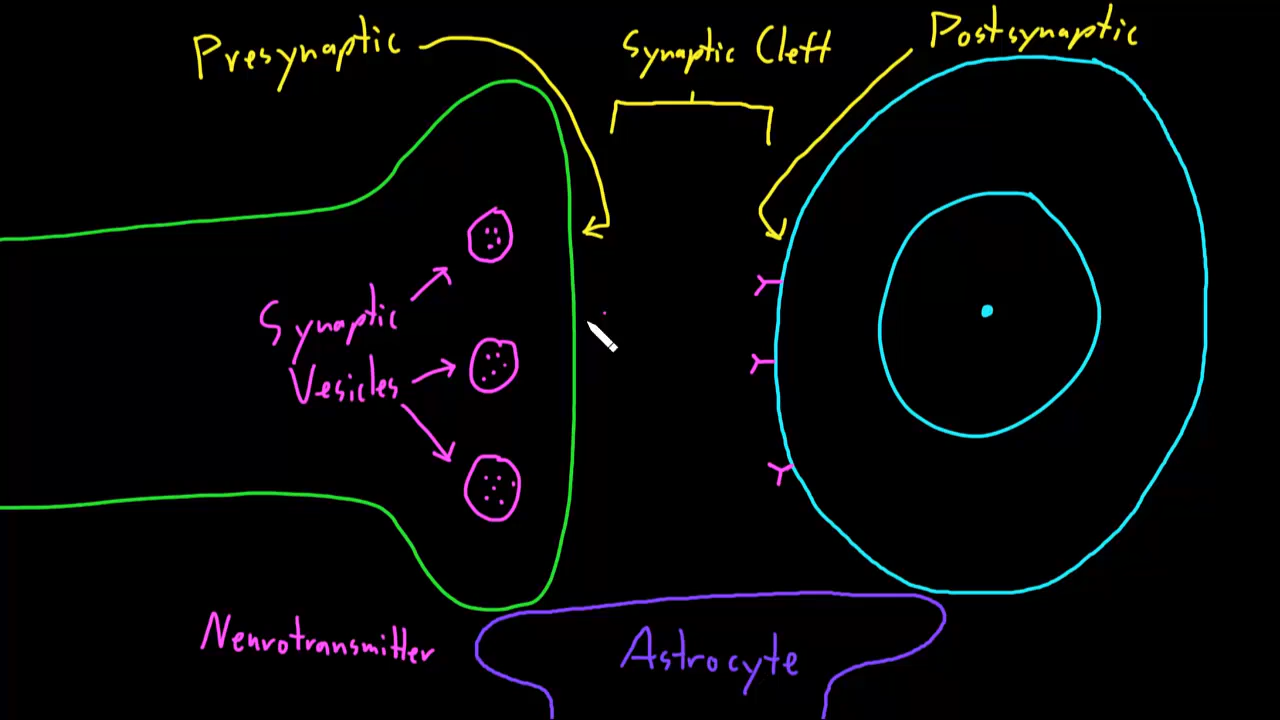 Presynaptic
Synaptic Cleft
Postsynaptic
Synaptic
Vesicles
Neurotransmitter
Astrocyte